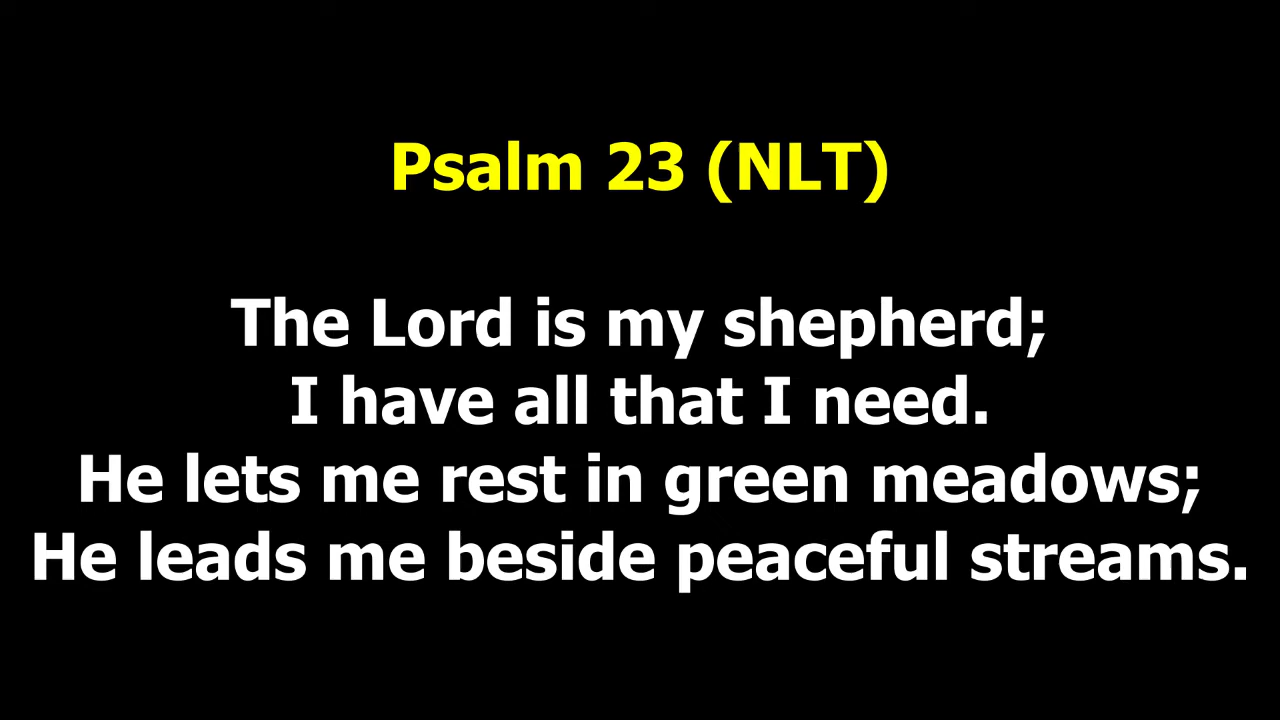 Psalm 23 (NLT)
The Lord is my shepherd;
I have all that I need.
He lets me rest in green meadows;
He leads me beside peaceful streams.